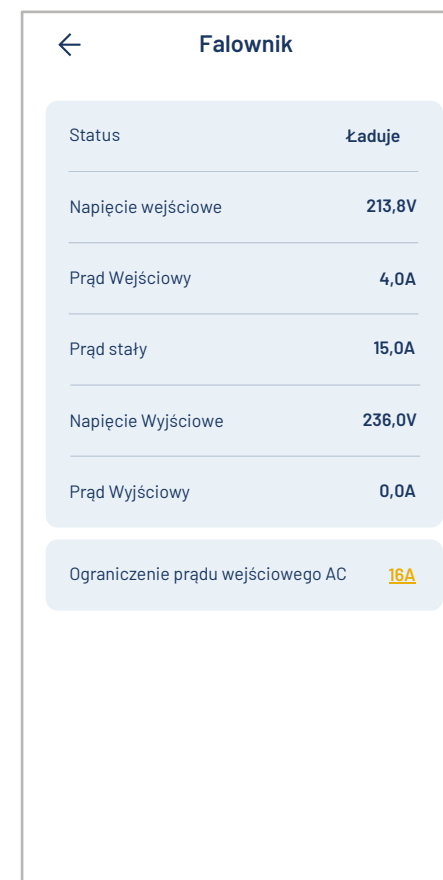 Falownik
Status Ładuje
Napięcie wejściowe 213,8V
Prąd Wejściowy 4,0A
Prąd stały 15,0A
Napięcie Wyjściowe 236,0V
Prąd Wyjściowy 0,0A
Ograniczenie prądu wejściowego AC 16A